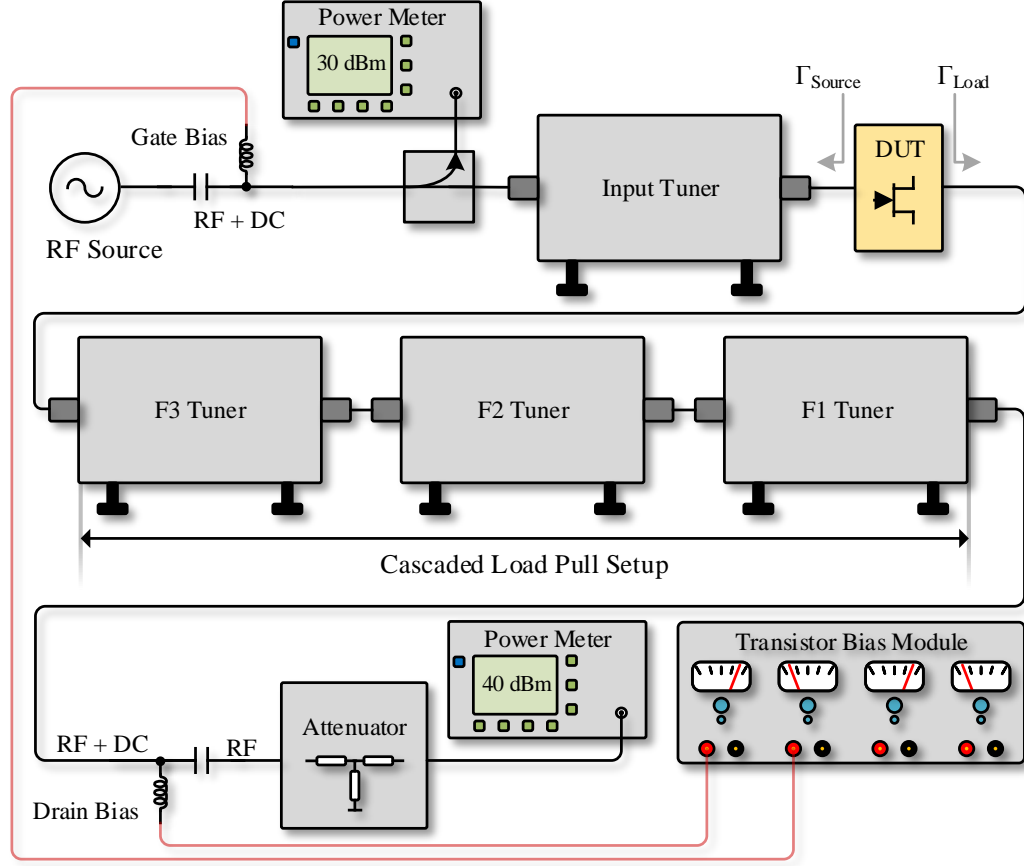 Power Meter
30 dBm
ΓSource
ΓLoad
Gate Bias
DUT
Input Tuner
RF + DC
RF Source
F3 Tuner
F2 Tuner
F1 Tuner
Cascaded Load Pull Setup
Power Meter
Transistor Bias Module
40 dBm
Attenuator
RF + DC
RF
Drain Bias